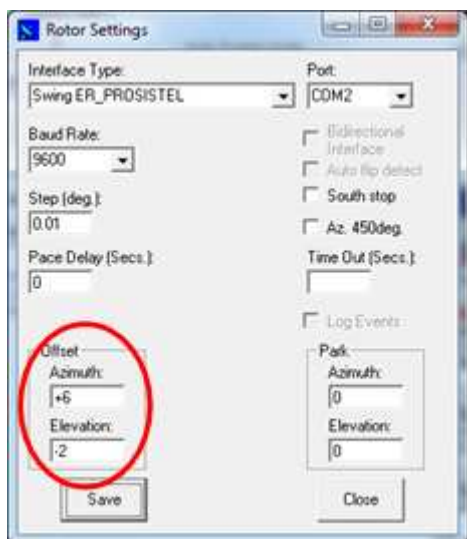 Rotor Settings
Interface Type: Port:
Swing ER_PROSISTEL COM2
Baud Rate: Bidirectional
Interface
9600 Auto flip detect
Step (deg.): South stop
0.01 Az. 450deg.
Pace Delay (Secs.): Time Out (Secs.):
0
Log Events
Offset Park
Azimuth: Azimuth:
+6 0
Elevation: Elevation:
-2 0
Save Close